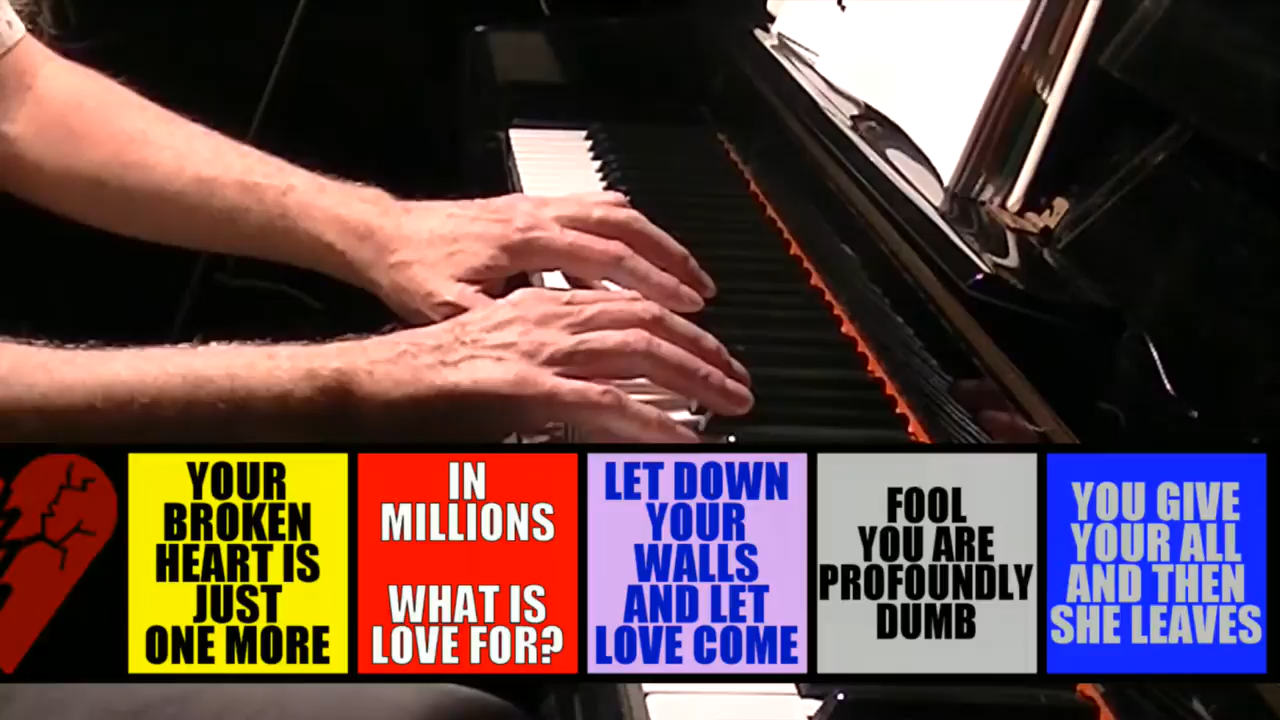 YOUR
BROKEN
HEART IS
JUST
ONE MORE
IN
MILLIONS
WHAT IS
LOVE FOR?
LET DOWN
YOUR
WALLS
AND LET
LOVE COME
FOOL
YOU ARE
PROFOUNDLY
DUMB
YOU GIVE
YOUR ALL
AND THEN
SHE LEAVES